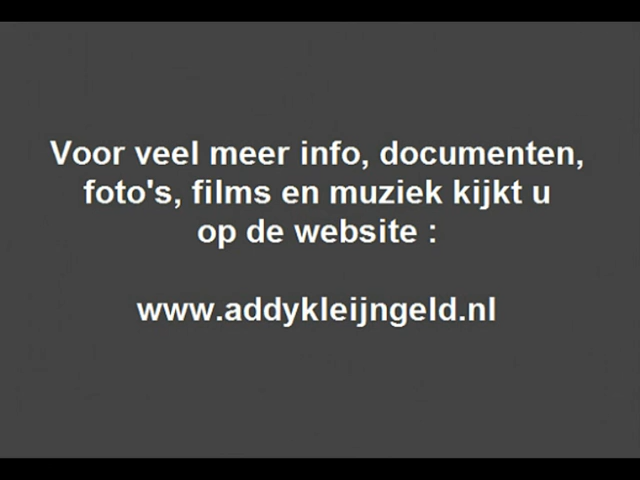 Voor veel meer info, documenten,
foto's, films en muziek kijkt u
op de website :
www.addykleijngeld.nl